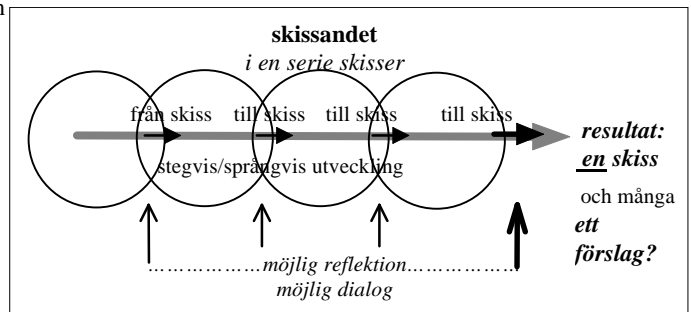 n
skissandet
i en serie skisser
från skiss till skiss till skiss till skiss
stegvis/språngvis utveckling
resultat:
en skiss
och många
ett
förslag?
………………möjlig reflektion………………
möjlig dialog